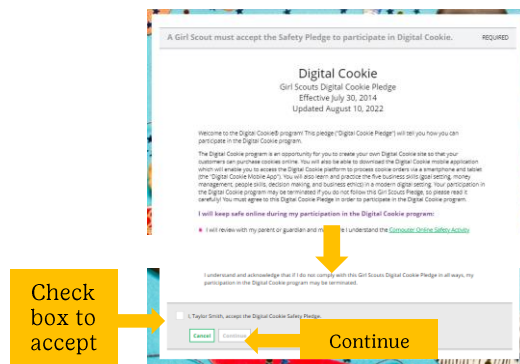 A Girl Scout must accept the Safety Pledge to participate in Digital Cookie.
REQUIRED
Digital Cookie
Girl Scouts Digital Cookie Pledge
Effective July 30, 2014
Updated August 10, 2022
Welcome to the Digital Cookie® program! This pledge ("Digital Cookie Pledge") will tell you how you can
participate in the Digital Cookie program.
The Digital Cookie program is an opportunity for you to create your own Digital Cookie site so that your
customers can purchase cookies online. You will also be able to download the Digital Cookie mobile application
which will enable you to access the Digital Cookie platform to process cookie orders via a smartphone and tablet
(the "Digital Cookie Mobile App"). You will also learn and practice the five business skills (goal setting, money
management, people skills, decision making, and business ethics) in a modern digital setting. Your participation in
the Digital Cookie program may be terminated if you do not follow this Girl Scouts Pledge, so please read it
carefully! You must agree to this Digital Cookie Pledge in order to participate in the Digital Cookie program.
I will keep safe online during my participation in the Digital Cookie program:
I will review with my parent or guardian and make sure I understand the Computer Online Safety Activity
I understand and acknowledge that if I do not comply with this Girl Scouts Digital Cookie Pledge in all ways, my
participation in the Digital Cookie program may be terminated.
Check
box to
accept
I, Taylor Smith, accept the Digital Cookie Safety Pledge.
Cancel
Continue
Continue